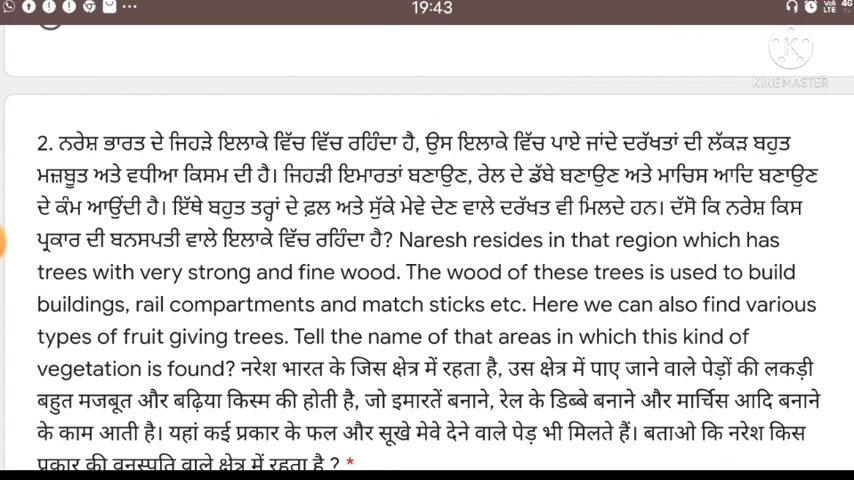 19:43
VoI
LTE
4G
K
KINEMASTER
2. ਨਰੇਸ਼ ਭਾਰਤ ਦੇ ਜਿਹੜੇ ਇਲਾਕੇ ਵਿੱਚ ਵਿੱਚ ਰਹਿੰਦਾ ਹੈ, ਉਸ ਇਲਾਕੇ ਵਿੱਚ ਪਾਏ ਜਾਂਦੇ ਦਰੱਖਤਾਂ ਦੀ ਲੱਕੜ ਬਹੁਤ
ਮਜ਼ਬੂਤ ਅਤੇ ਵਧੀਆ ਕਿਸਮ ਦੀ ਹੈ। ਜਿਹੜੀ ਇਮਾਰਤਾਂ ਬਣਾਉਣ, ਰੇਲ ਦੇ ਡੱਬੇ ਬਣਾਉਣ ਅਤੇ ਮਾਚਿਸ ਆਦਿ ਬਣਾਉਣ
ਦੇ ਕੰਮ ਆਉਂਦੀ ਹੈ। ਇੱਥੇ ਬਹੁਤ ਤਰ੍ਹਾਂ ਦੇ ਫ਼ਲ ਅਤੇ ਸੁੱਕੇ ਮੇਵੇ ਦੇਣ ਵਾਲੇ ਦਰੱਖਤ ਵੀ ਮਿਲਦੇ ਹਨ। ਦੱਸੋ ਕਿ ਨਰੇਸ਼ ਕਿਸ
ਪ੍ਰਕਾਰ ਦੀ ਬਨਸਪਤੀ ਵਾਲੇ ਇਲਾਕੇ ਵਿੱਚ ਰਹਿੰਦਾ ਹੈ? Naresh resides in that region which has
trees with very strong and fine wood. The wood of these trees is used to build
buildings, rail compartments and match sticks etc. Here we can also find various
types of fruit giving trees. Tell the name of that areas in which this kind of
vegetation is found? नरेश भारत के जिस क्षेत्र में रहता है, उस क्षेत्र में पाए जाने वाले पेड़ों की लकड़ी
बहुत मजबूत और बढ़िया किस्म की होती है, जो इमारतें बनाने, रेल के डिब्बे बनाने और मार्चिस आदि बनाने
के काम आती है। यहां कई प्रकार के फल और सूखे मेवे देने वाले पेड़ भी मिलते हैं। बताओ कि नरेश किस
प्रकार की वनस्पति वाले क्षेत्र में रहता है ? *